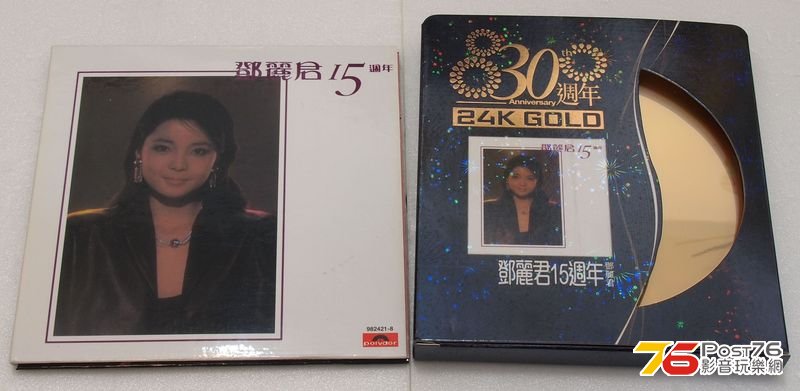 鄧麗君15週年
982421-8
polydor
30th
Anniversary
週年
24K GOLD
鄧麗君15週年
鄧麗君15週年
鄧麗君
76 Post76
影音玩樂網